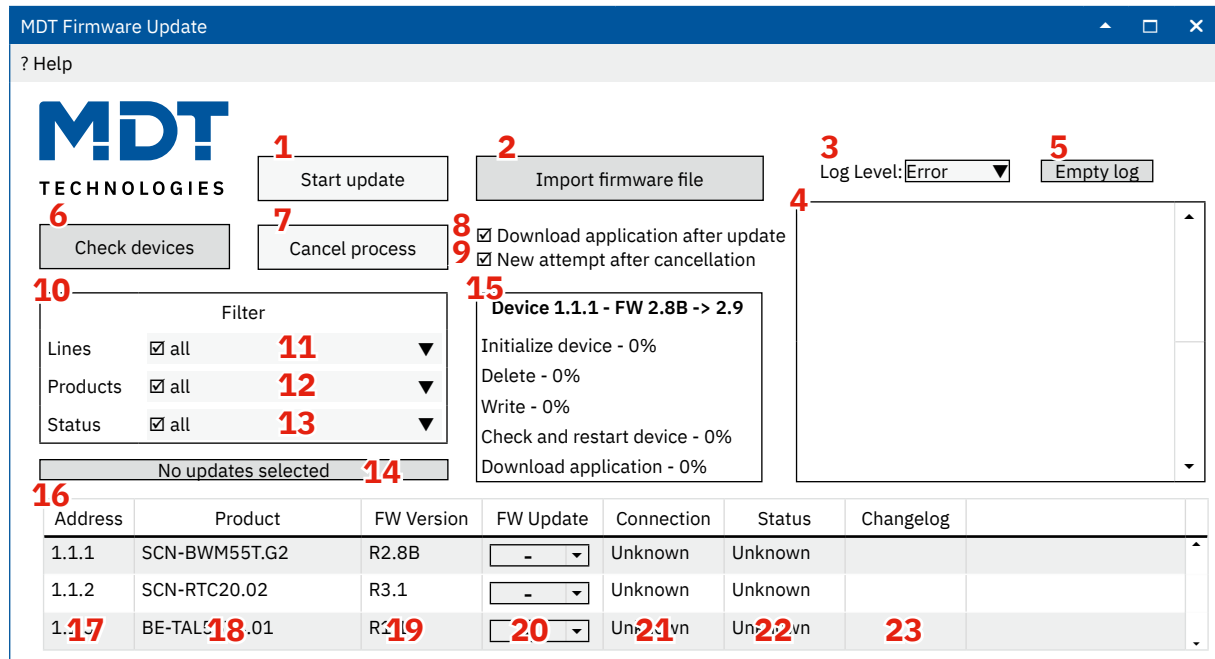 MDT Firmware Update
? Help
MDT
TECHNOLOGIES
1
Start update
2
Import firmware file
3
Log Level: Error
5
Empty log
4
6
Check devices
7
Cancel process
8
Download application after update
9
New attempt after cancellation
10
Filter
Lines all 11
Products all 12
Status all 13
No updates selected 14
15
Device 1.1.1 - FW 2.8B -> 2.9
Initialize device - 0%
Delete - 0%
Write - 0%
Check and restart device - 0%
Download application - 0%
16
Address Product FW Version FW Update Connection Status Changelog
1.1.1 SCN-BWM55T.G2 R2.8B - Unknown Unknown
1.1.2 SCN-RTC20.02 R3.1 - Unknown Unknown
17 18 19 20 21 22 23